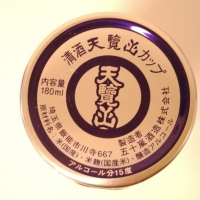 清酒天覧山カップ
内容量
180ml
天覧山
製造者
五十嵐酒造株式会社
埼玉県飯能市川寺667
原材料名:米(国産)・米麹(国産米)・醸造アルコール
アルコール分15度